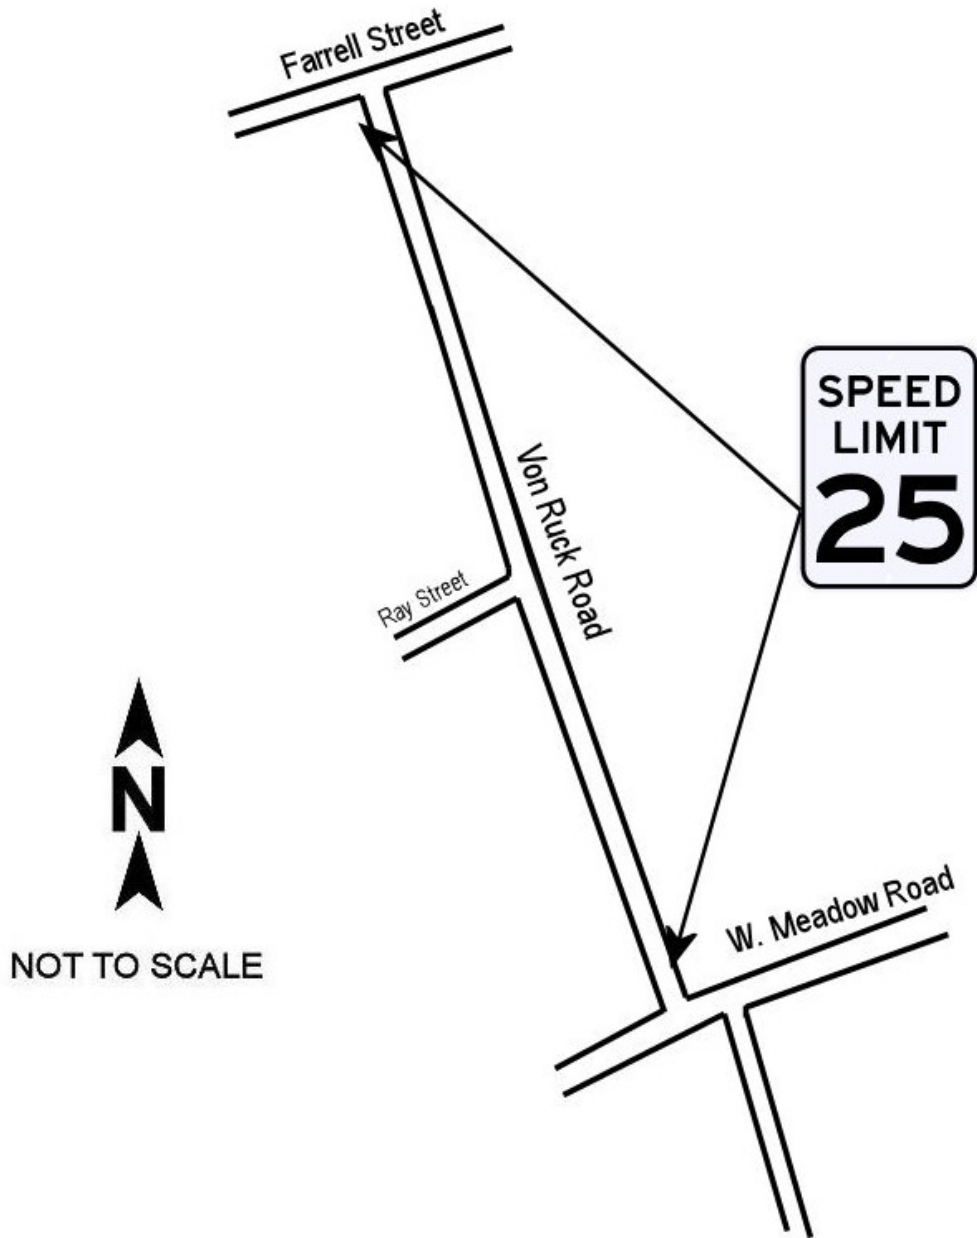 Farrell Street
SPEED
LIMIT
25
Von Ruck Road
Ray Street
N
W. Meadow Road
NOT TO SCALE